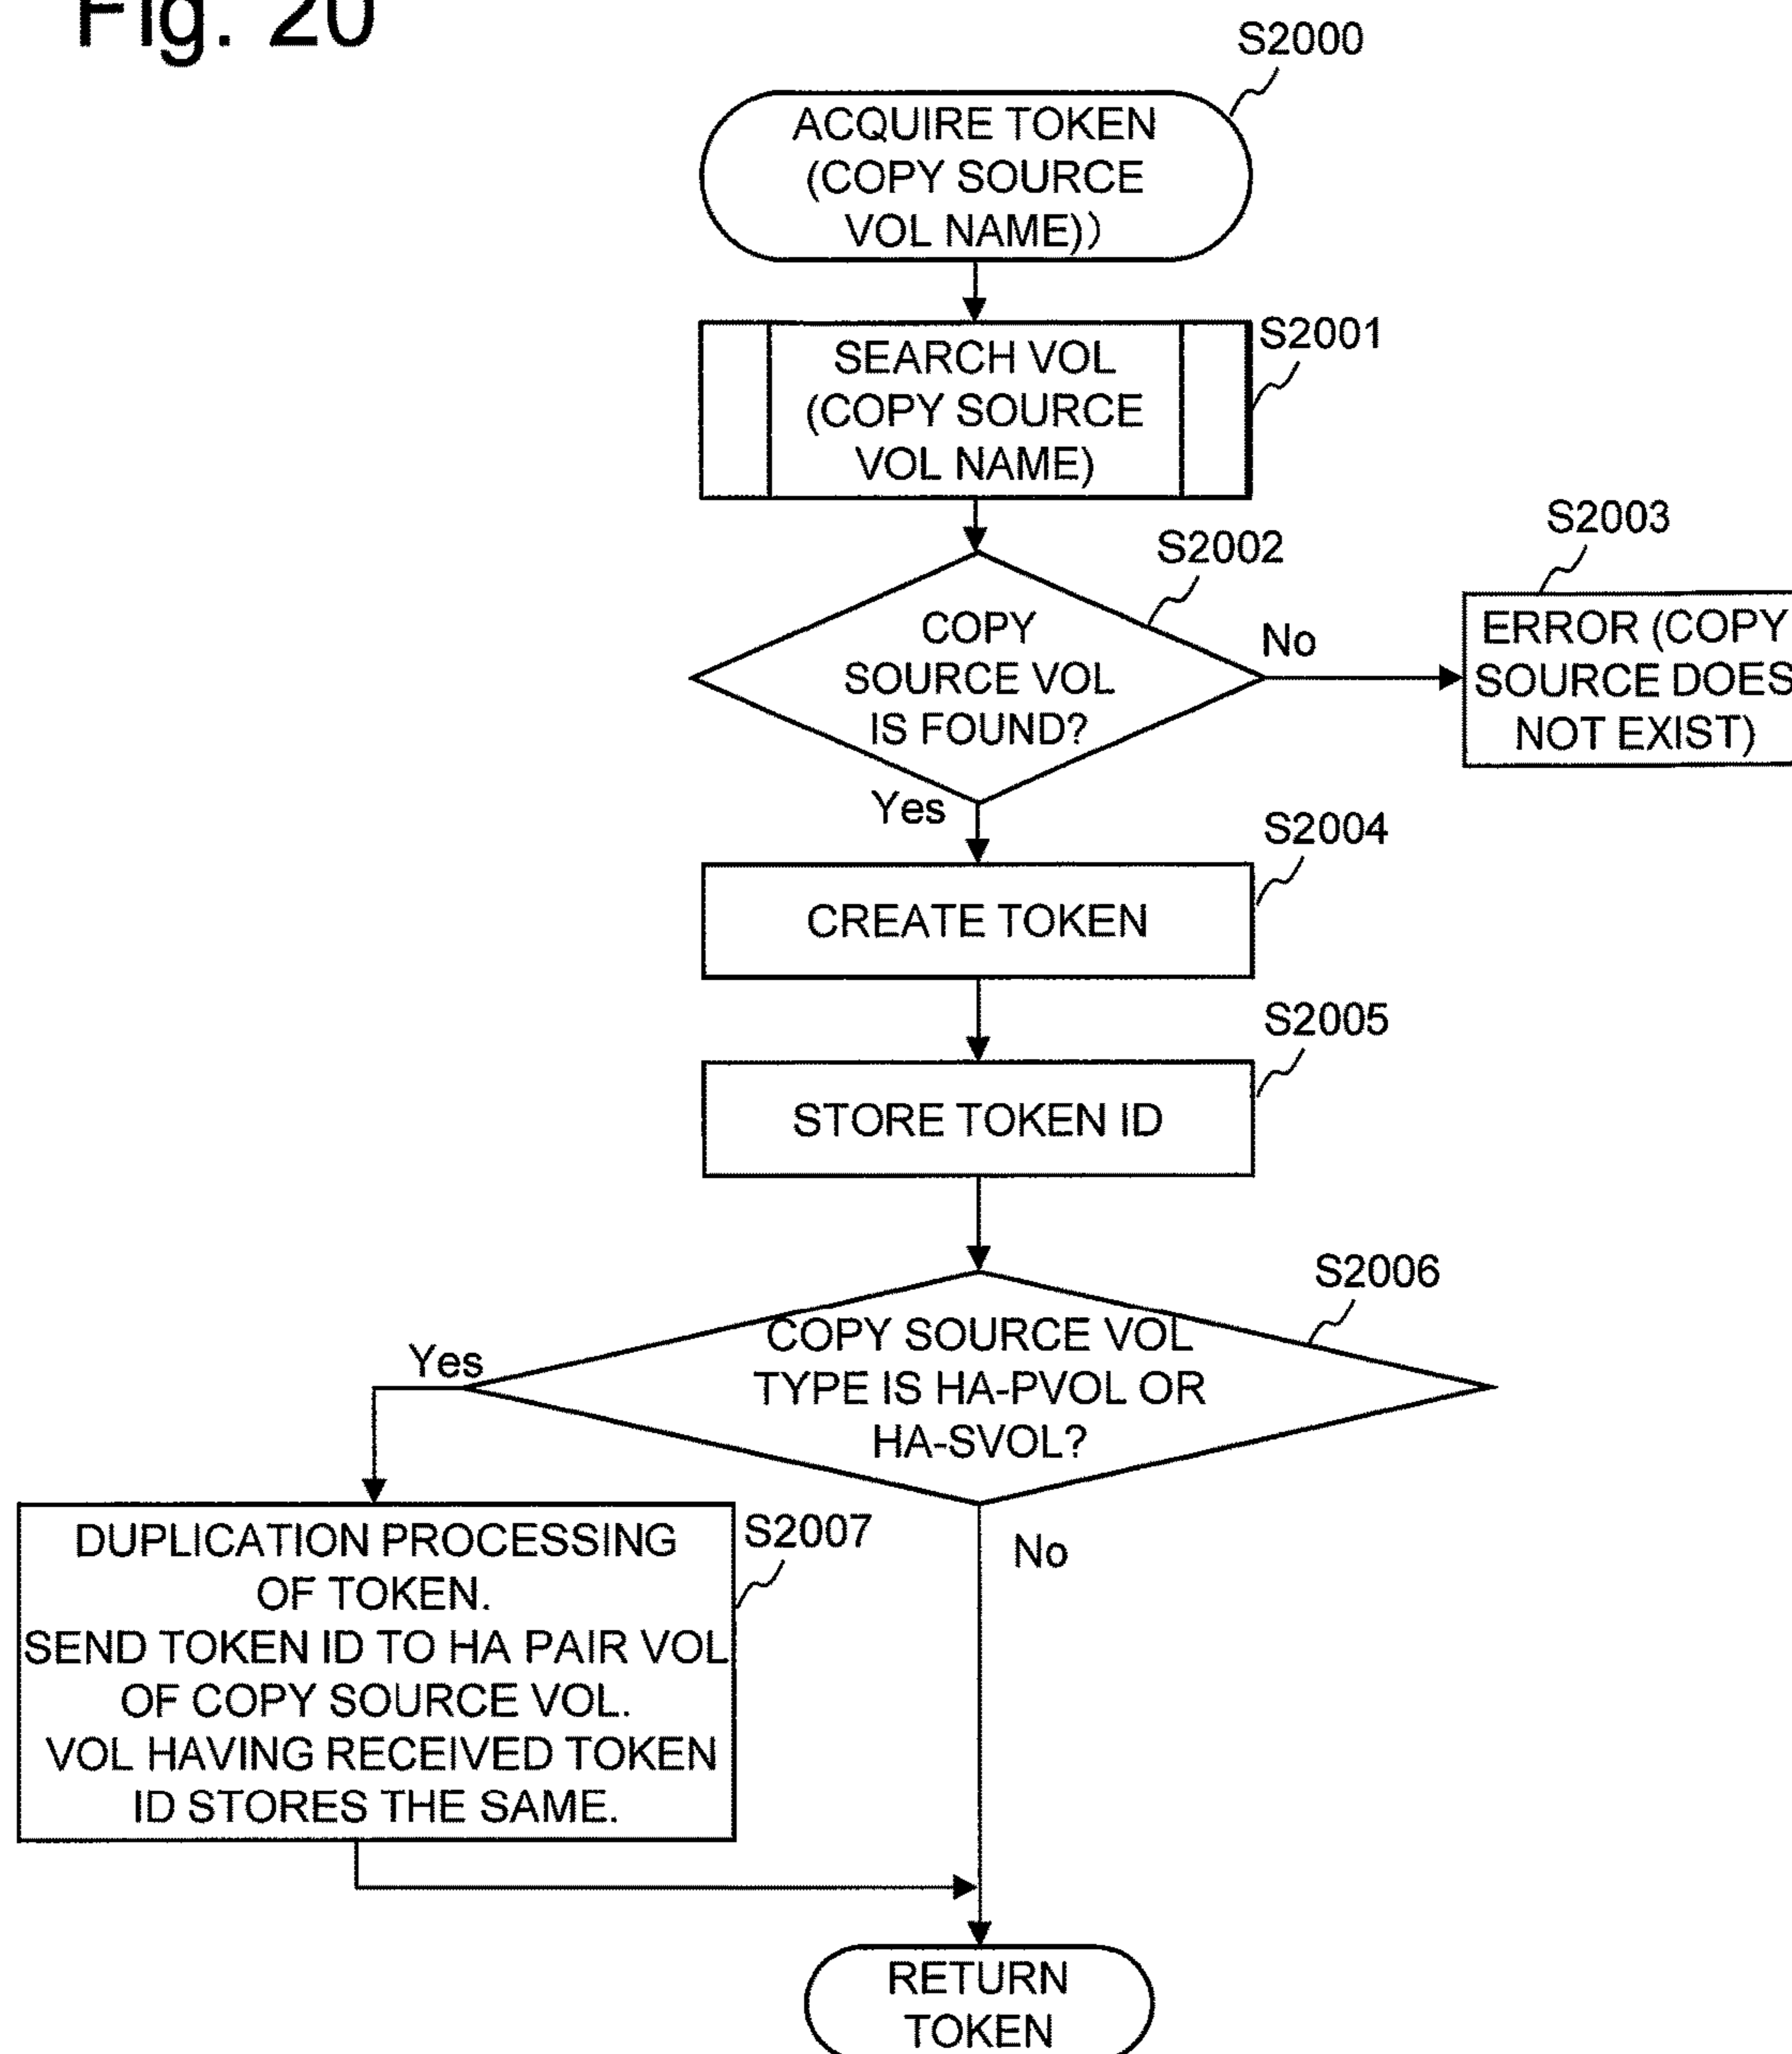 Fig. 20
S2000
ACQUIRE TOKEN
(COPY SOURCE
VOL NAME))
S2001
SEARCH VOL
(COPY SOURCE
VOL NAME)
S2002
COPY
SOURCE VOL
IS FOUND?
No
S2003
ERROR (COPY
SOURCE DOES
NOT EXIST)
Yes
S2004
CREATE TOKEN
S2005
STORE TOKEN ID
S2006
COPY SOURCE VOL
TYPE IS HA-PVOL OR
HA-SVOL?
Yes
No
S2007
DUPLICATION PROCESSING
OF TOKEN.
SEND TOKEN ID TO HA PAIR VOL
OF COPY SOURCE VOL.
VOL HAVING RECEIVED TOKEN
ID STORES THE SAME.
RETURN
TOKEN